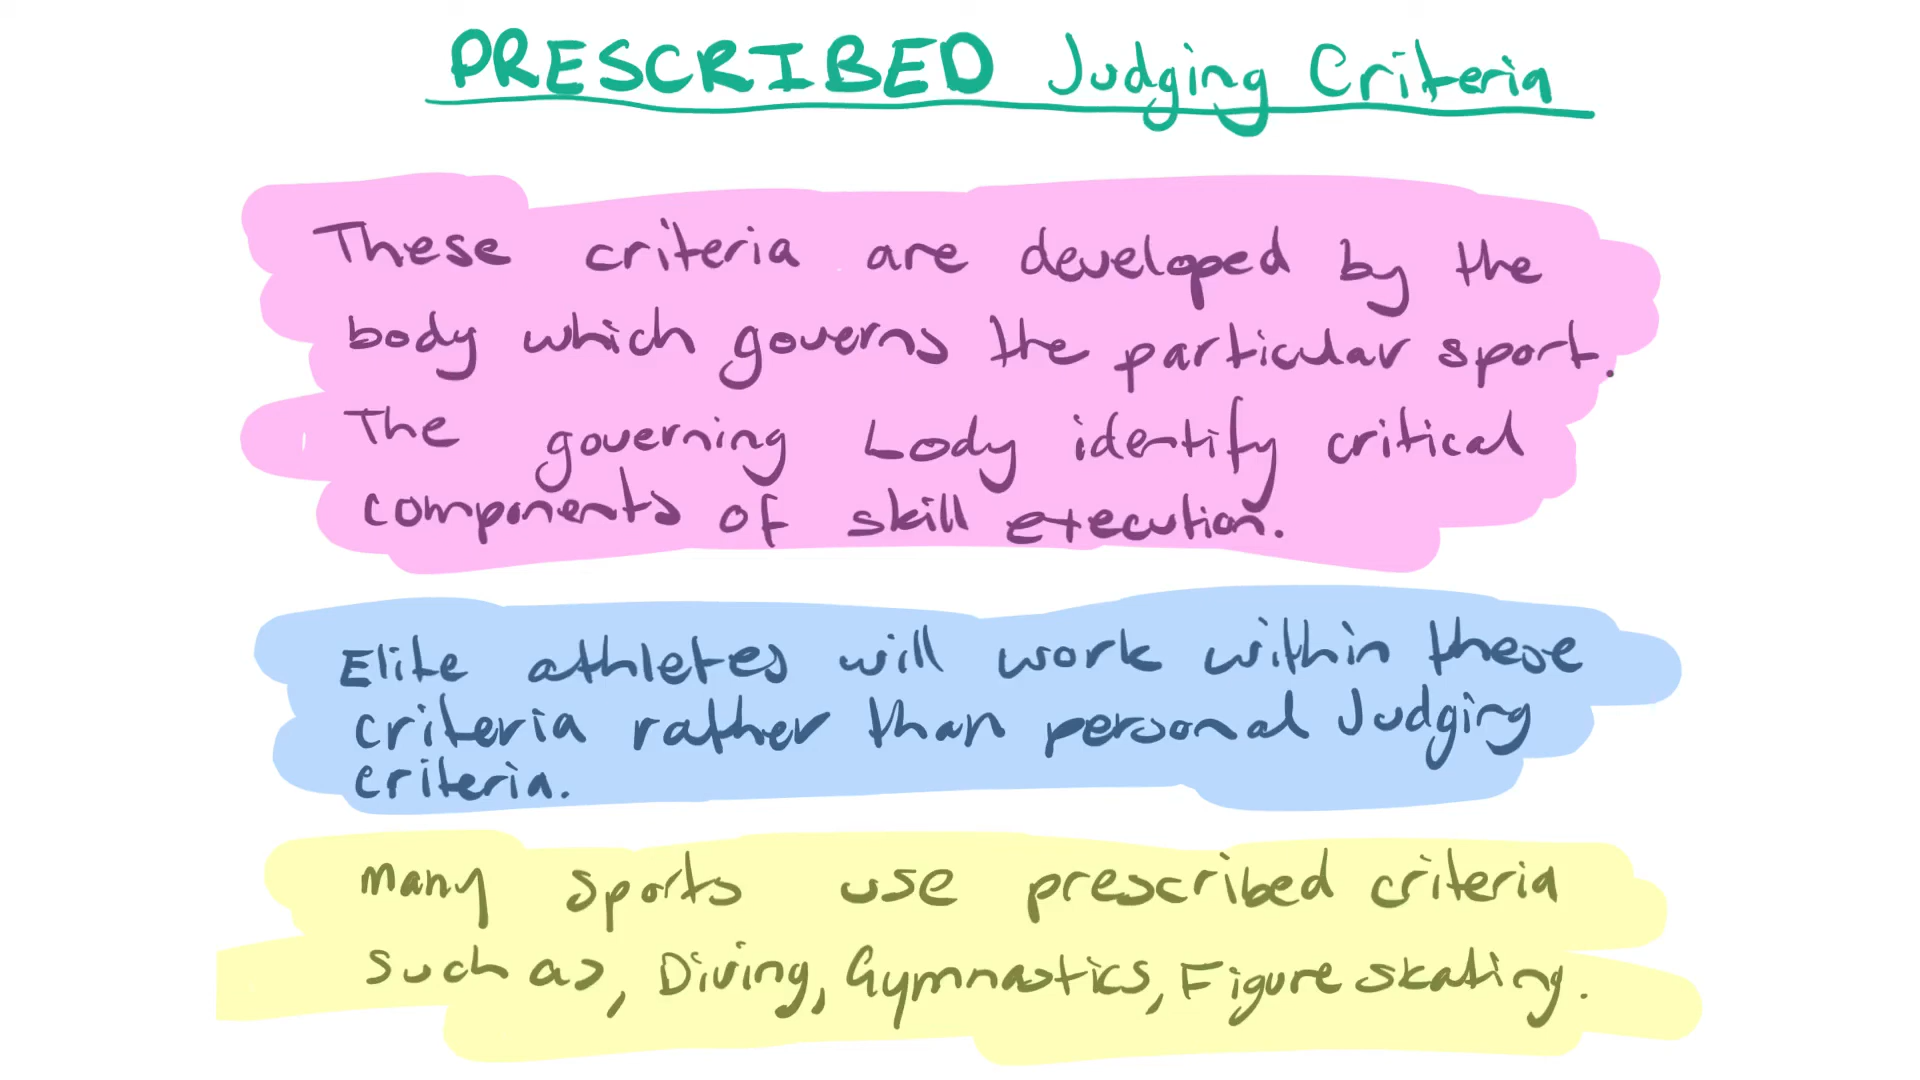 PRESCRIBED Judging Criteria
These criteria are developed by the
body which governs the particular sport.
The governing body identify critical
components of skill execution.
Elite athletes will work within these
criteria rather than personal Judging
criteria.
Many sports use prescribed criteria
such as, Diving, Gymnastics, Figure skating.